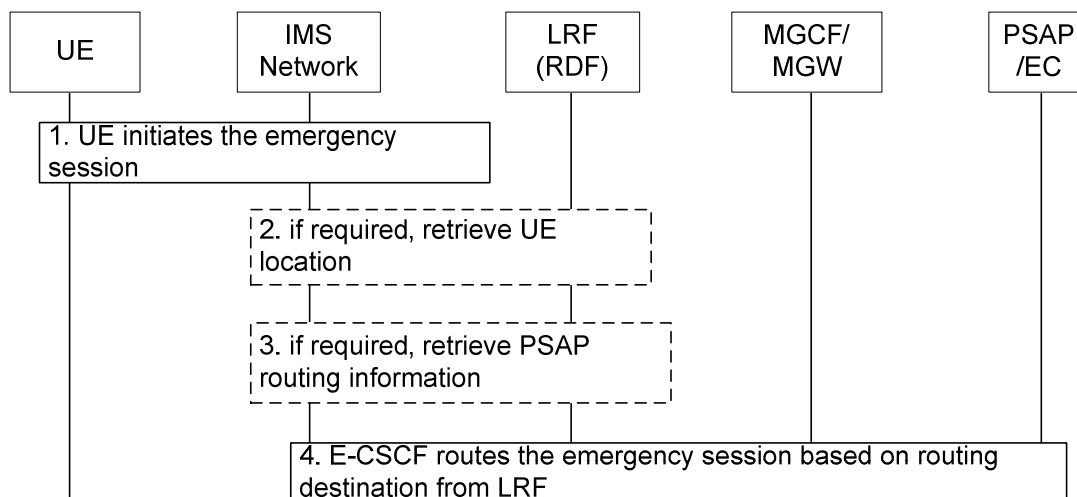 UE
IMS
Network
LRF
(RDF)
MGCF/
MGW
PSAP
/EC
1. UE initiates the emergency
session
2. if required, retrieve UE
location
3. if required, retrieve PSAP
routing information
4. E-CSCF routes the emergency session based on routing
destination from LRF